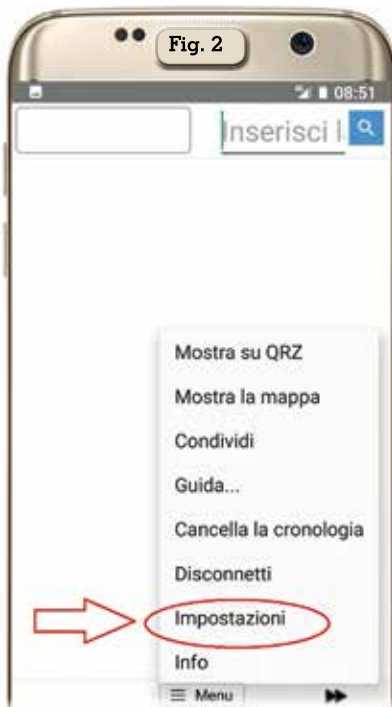 Fig. 2
08:51
Inserisci l
Mostra su QRZ
Mostra la mappa
Condividi
Guida...
Cancella la cronologia
Disconnetti
Impostazioni
Info
Menu